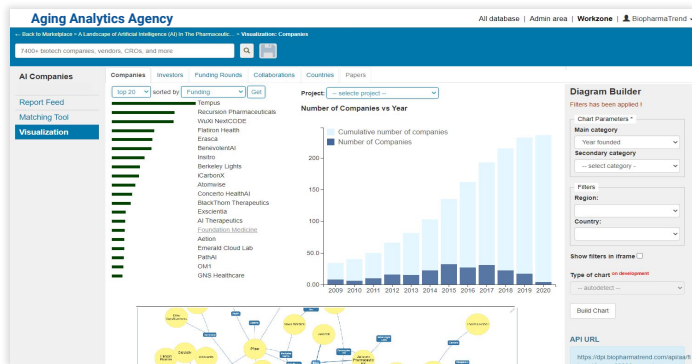 Aging Analytics Agency
All database | Admin area | Workzone | BiopharmaTrend
← Back to Marketplace - A Landscape of Artificial Intelligence (AI) In The Pharmaceutic... - Visualization: Companies
7400+ biotech companies, vendors, CROs, and more
AI Companies
Report Feed
Matching Tool
Visualization
Companies Investors Funding Rounds Collaborations Countries Papers
top 20 sorted by Funding Get
Tempus
Recursion Pharmaceuticals
WuXi NextCODE
Flatiron Health
Erasca
BenevolentAI
Insitro
Berkeley Lights
iCarbonX
Atomwise
Concerto HealthAI
BlackThorn Therapeutics
Exscientia
AI Therapeutics
Foundation Medicine
Aetion
Emerald Cloud Lab
PathAI
OM1
GNS Healthcare
Project: -- selecte project --
Number of Companies vs Year
Cumulative number of companies
Number of Companies
200
150
100
50.0
0.00
2009 2010 2011 2012 2013 2014 2015 2016 2017 2018 2019 2020
Diagram Builder
Filters has been applied !
Chart Parameters *
Main category
Year founded
Secondary category
-- select category -
Filters
Region:
Country:
Show filters in iframe
Type of chart on development
-- autodetect --
Build Chart
API URL
https://dpi.biopharmatrend.com/api/aa/fi
Pfizer